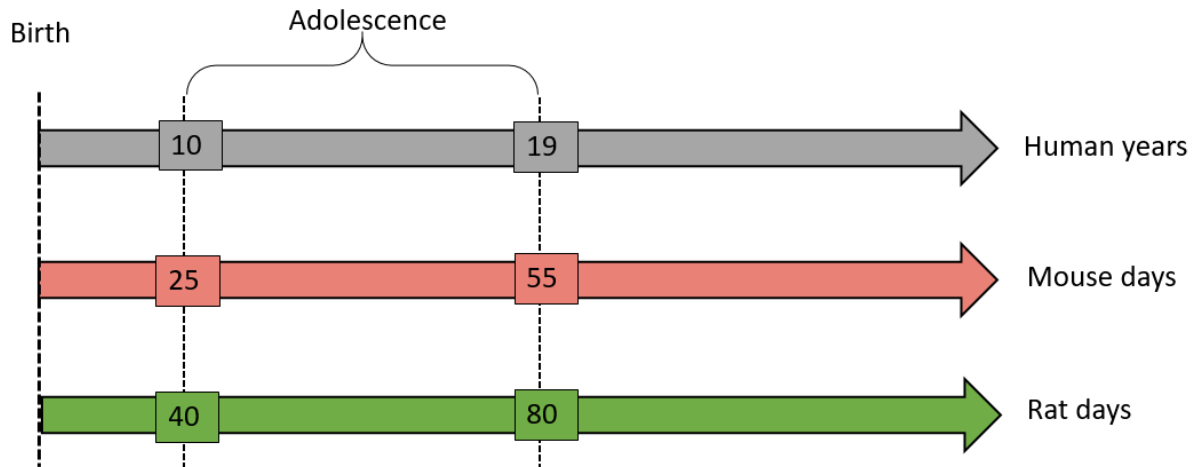 Adolescence
Birth
10
19
Human years
25
55
Mouse days
40
80
Rat days